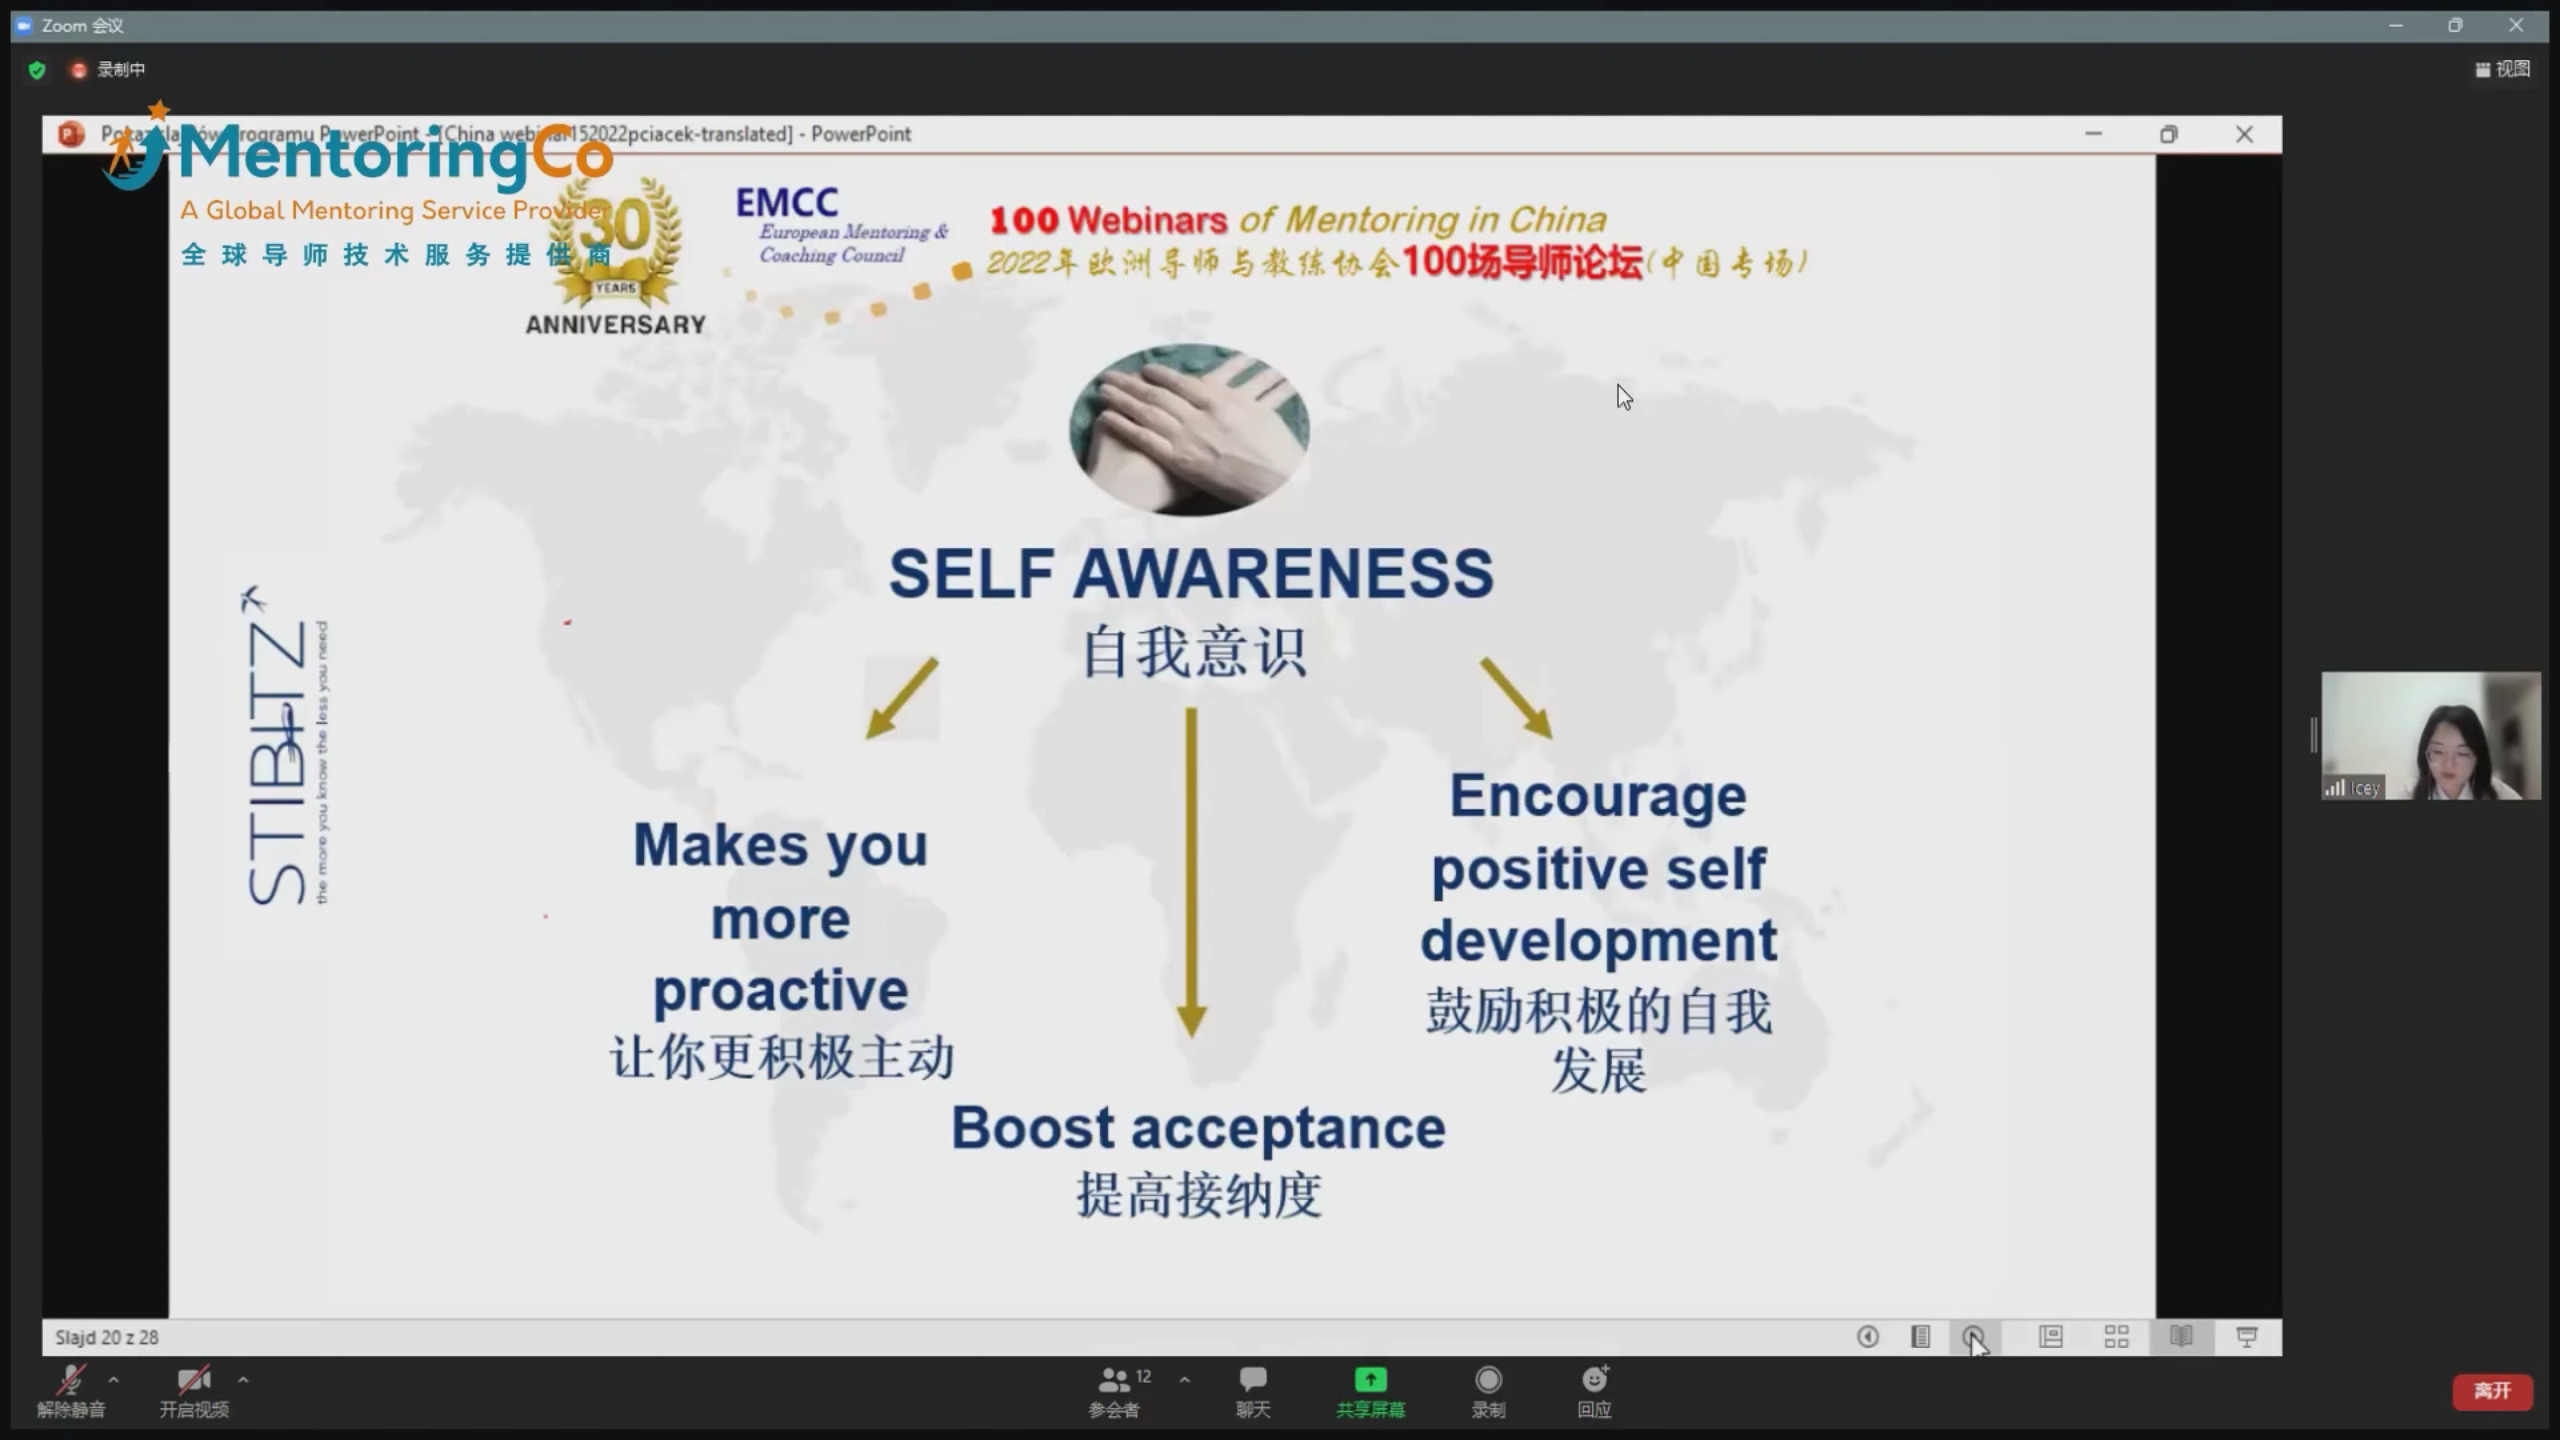 Zoom 会议
录制中
视图
programu PowerPoint - [China webinar152022pciacek-translated] - PowerPoint
MentoringCo
A Global Mentoring Service Provider
全球导师技术服务提供商
30
YEARS
ANNIVERSARY
EMCC
European Mentoring &
Coaching Council
100 Webinars of Mentoring in China
2022年欧洲导师与教练协会100场导师论坛(中国专场)
SELF AWARENESS
自我意识
STIBITZ
the more you know the less you need
Makes you
more
proactive
让你更积极主动
Boost acceptance
提高接纳度
Encourage
positive self
development
鼓励积极的自我
发展
Icey
Slajd 20 z 28
解除静音
开启视频
12
参会者
聊天
共享屏幕
录制
回应
离开